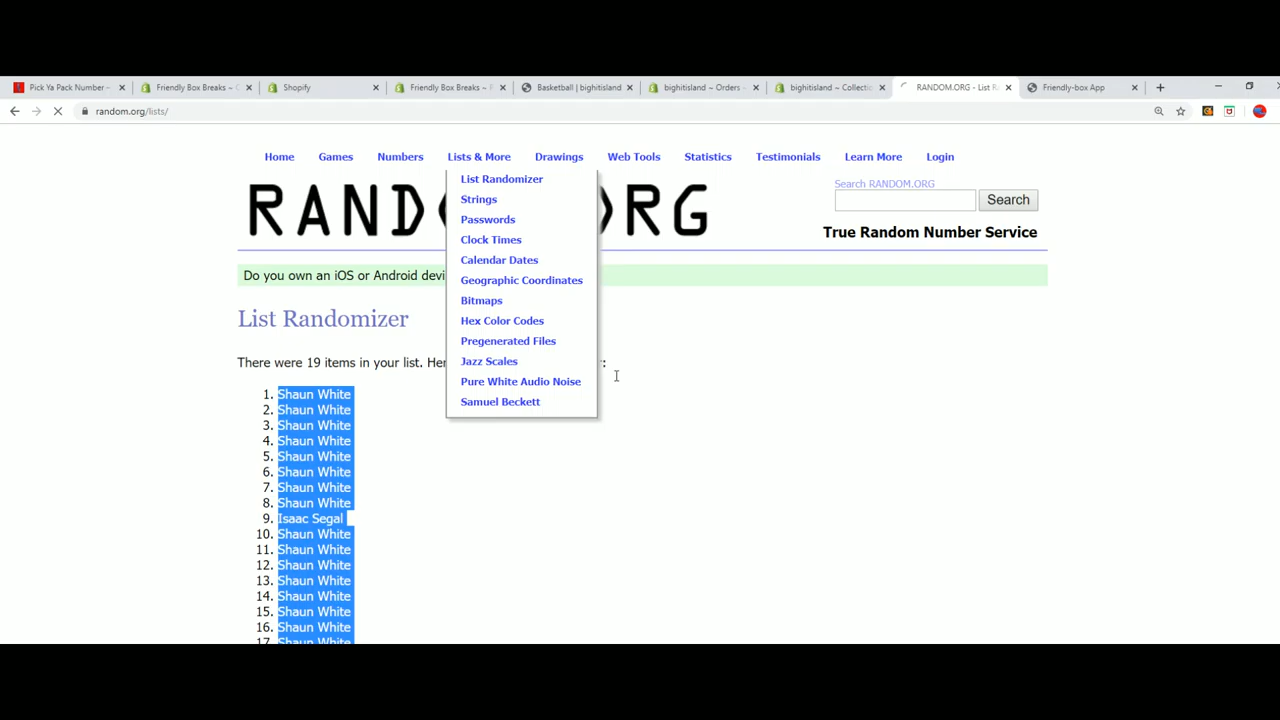 Pick Ya Pack Number -
Friendly Box Breaks ~ C
Shopify
Friendly Box Breaks ~
Basketball | bighitisland
bighitisland ~ Orders ~
bighitisland ~ Collectio
RANDOM.ORG - List R
Friendly-box App
random.org/lists/
Home Games Numbers Lists & More Drawings Web Tools Statistics Testimonials Learn More Login
List Randomizer
Strings
Passwords
Clock Times
Calendar Dates
Geographic Coordinates
Bitmaps
Hex Color Codes
Pregenerated Files
Jazz Scales
Pure White Audio Noise
Samuel Beckett
RAND RG
Search RANDOM.ORG
Search
True Random Number Service
Do you own an iOS or Android devi
List Randomizer
There were 19 items in your list. Her r:
1. Shaun White
2. Shaun White
3. Shaun White
4. Shaun White
5. Shaun White
6. Shaun White
7. Shaun White
8. Shaun White
9. Isaac Segal
10. Shaun White
11. Shaun White
12. Shaun White
13. Shaun White
14. Shaun White
15. Shaun White
16. Shaun White
17. Shaun White